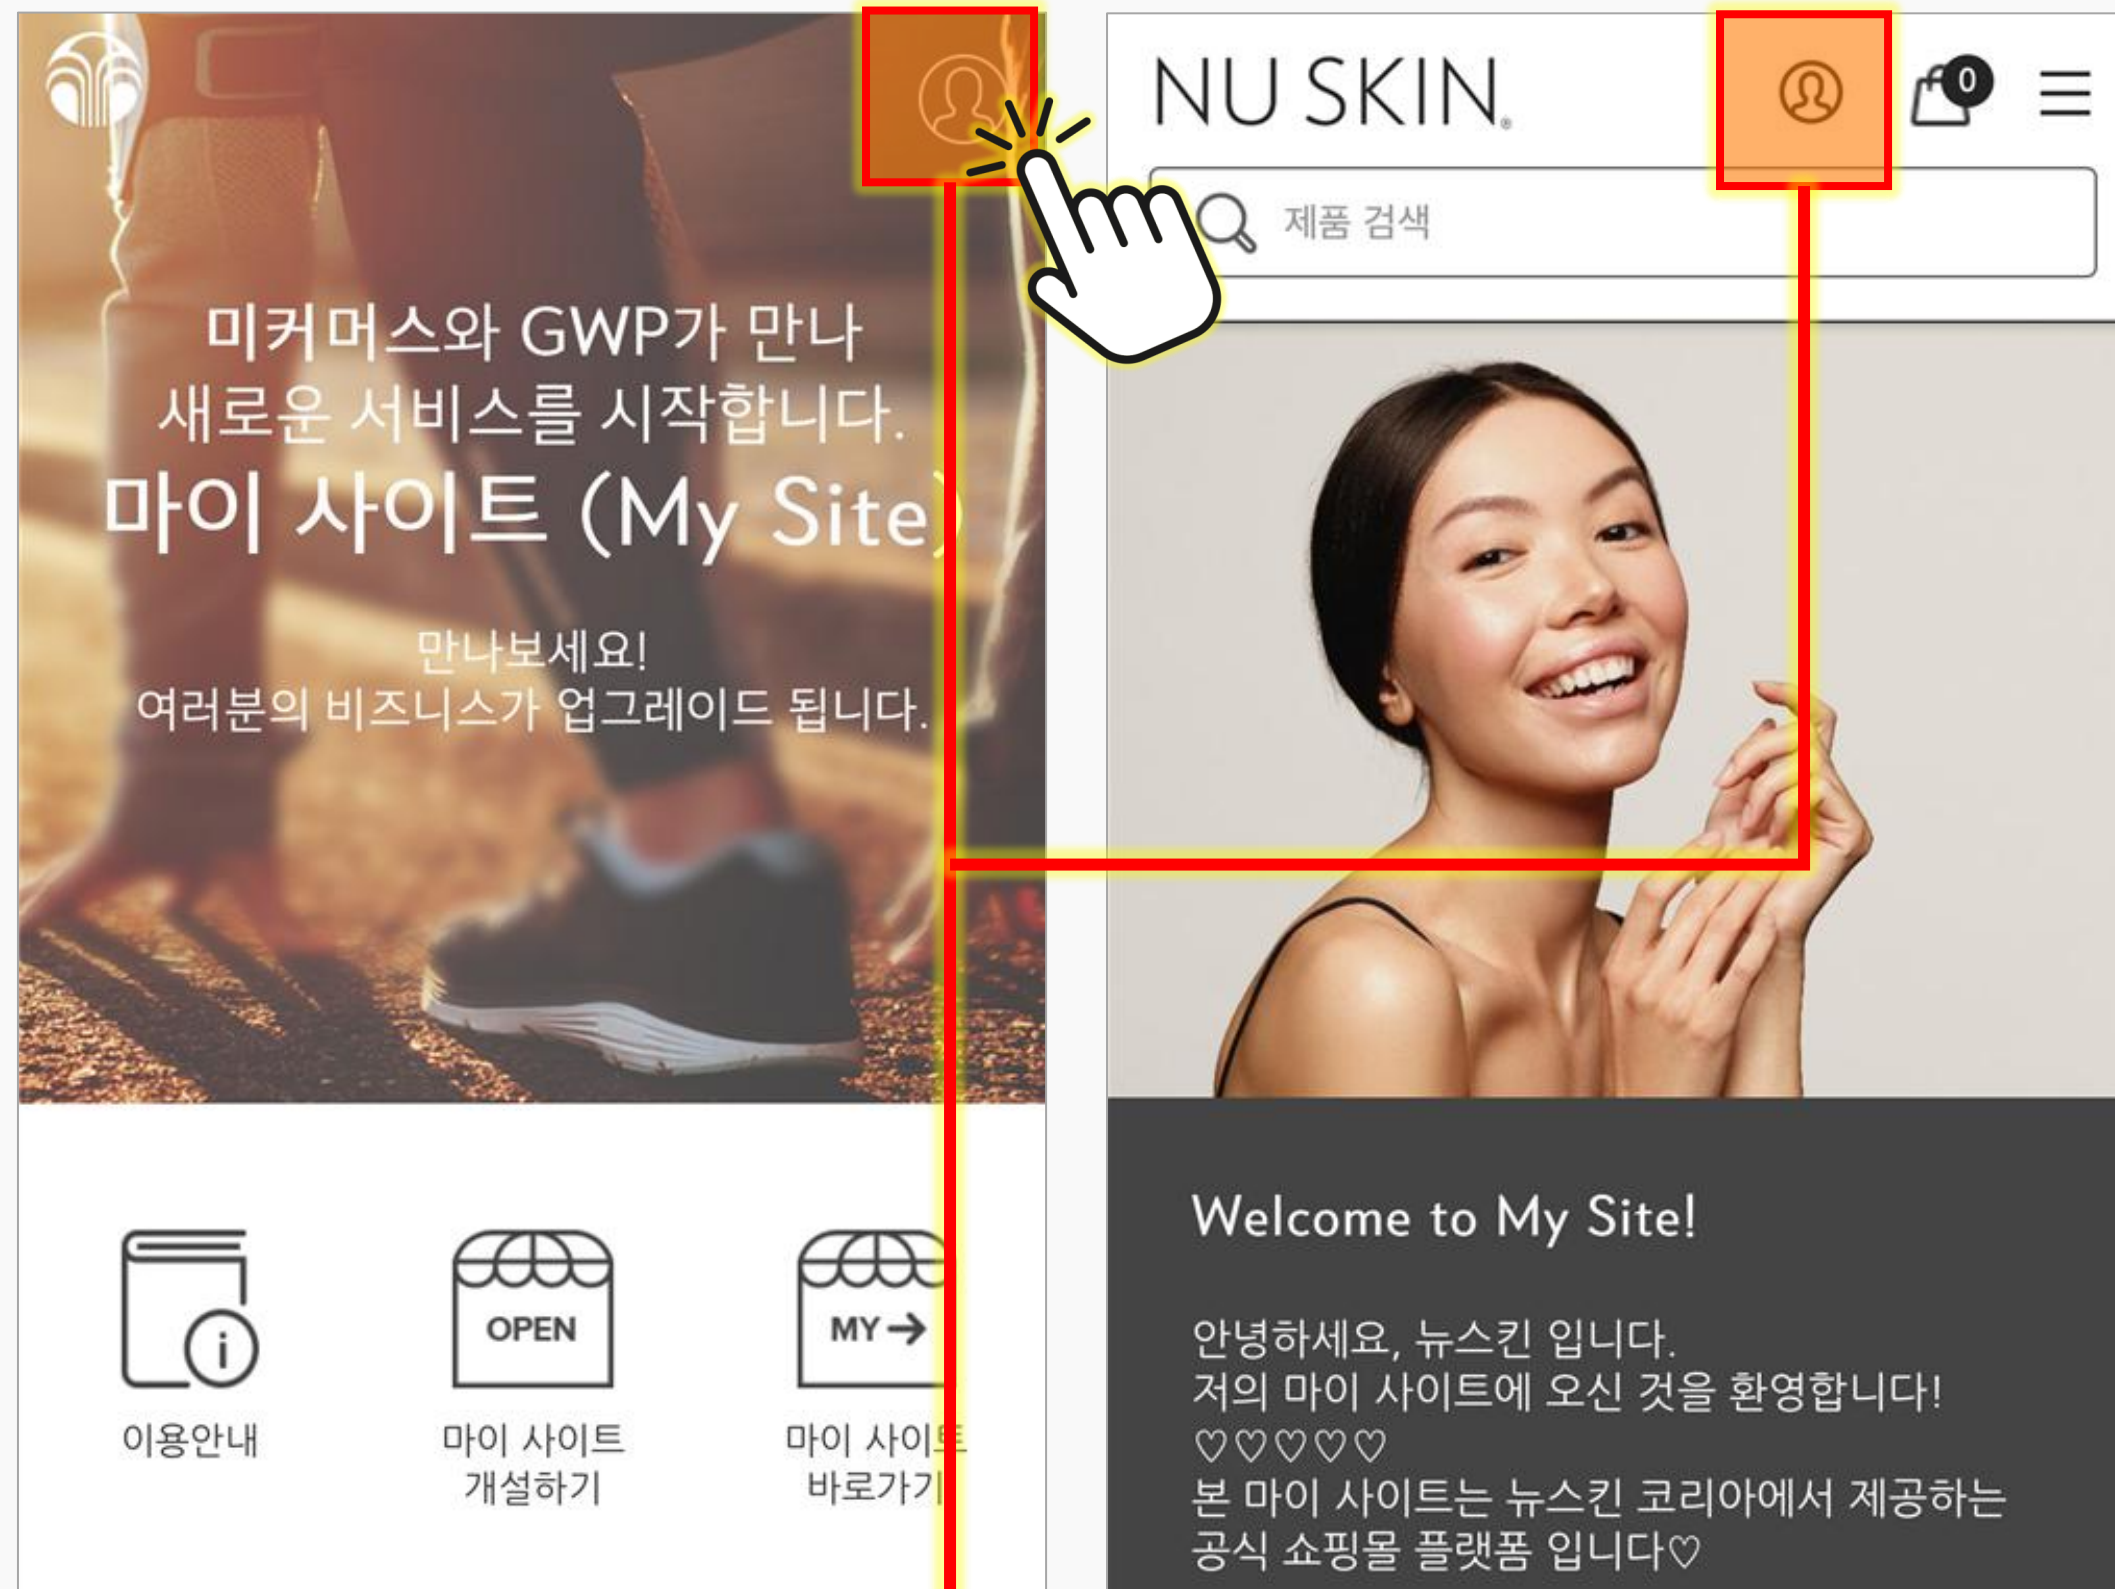 미커머스와 GWP가 만나
새로운 서비스를 시작합니다.
마이 사이트 (My Site)
만나보세요!
여러분의 비즈니스가 업그레이드 됩니다.
OPEN
MY→
이용안내
마이 사이트
개설하기
마이 사이트
바로가기
NU SKIN®
0
제품 검색
Welcome to My Site!
안녕하세요, 뉴스킨 입니다.
저의 마이 사이트에 오신 것을 환영합니다!
♡♡♡♡♡
본 마이 사이트는 뉴스킨 코리아에서 제공하는
공식 쇼핑몰 플랫폼 입니다♡